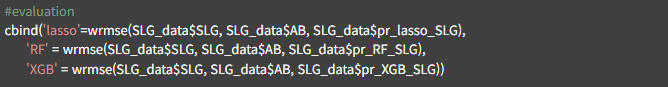 #evaluation
cbind('lasso'=wrmse(SLG_data$SLG, SLG_data$AB, SLG_data$pr_lasso_SLG),
'RF' = wrmse(SLG_data$SLG, SLG_data$AB, SLG_data$pr_RF_SLG),
'XGB' = wrmse(SLG_data$SLG, SLG_data$AB, SLG_data$pr_XGB_SLG))